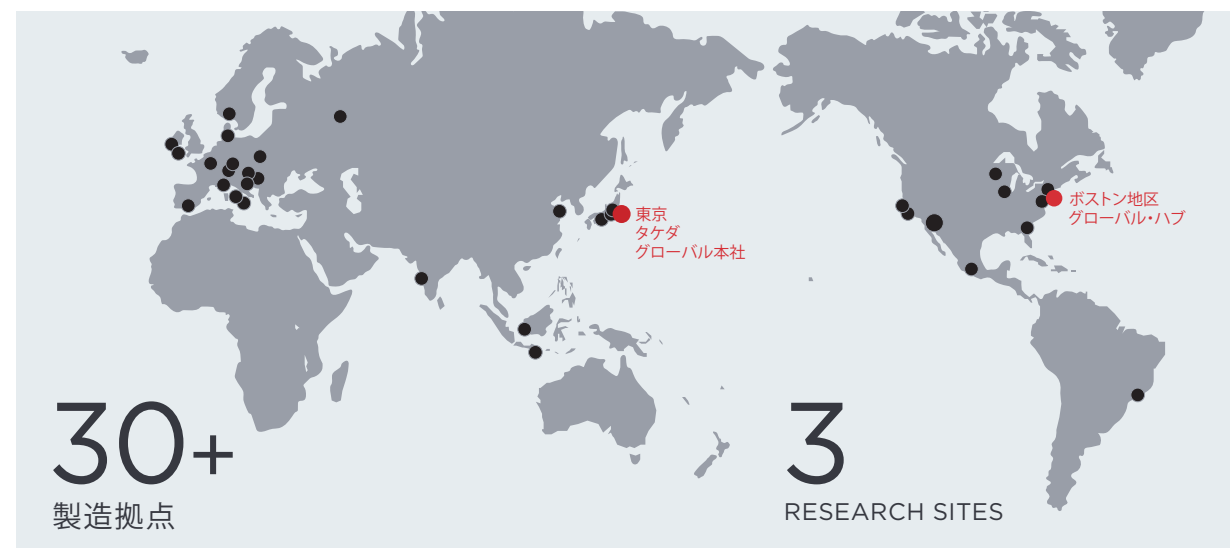 東京
タケダ
グローバル本社
ボストン地区
グローバル・ハブ
30+
製造拠点
3
RESEARCH SITES